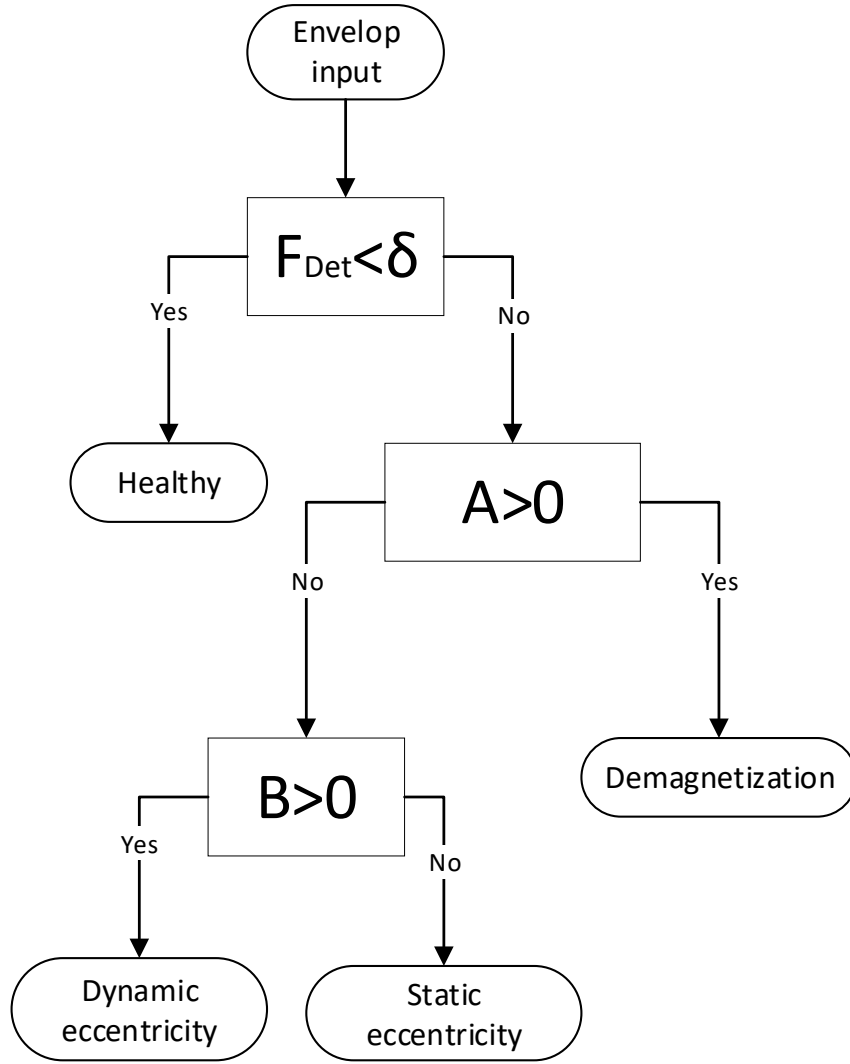 Envelop
input
FDet<δ
Yes
No
Healthy
A>0
No
Yes
B>0
Demagnetization
Yes
No
Dynamic
eccentricity
Static
eccentricity